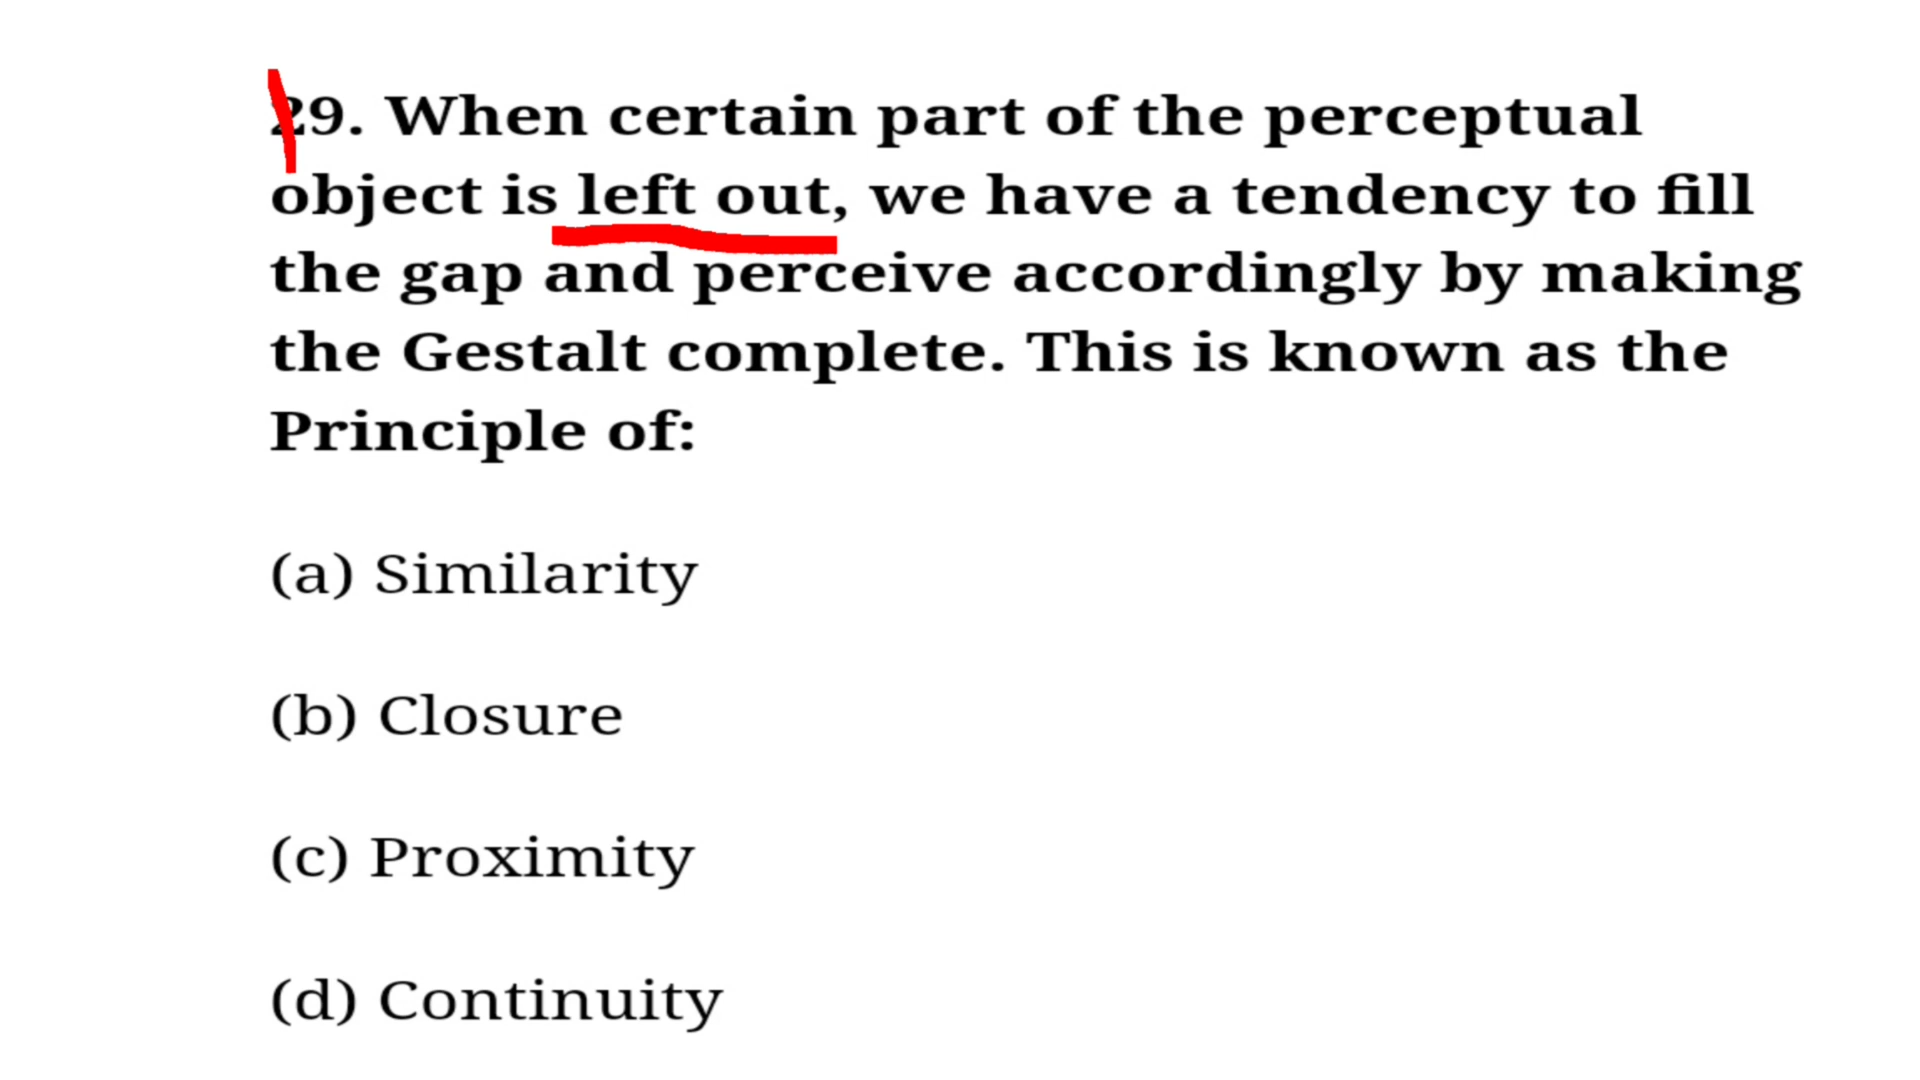 29. When certain part of the perceptual
object is left out, we have a tendency to fill
the gap and perceive accordingly by making
the Gestalt complete. This is known as the
Principle of:
(a) Similarity
(b) Closure
(c) Proximity
(d) Continuity